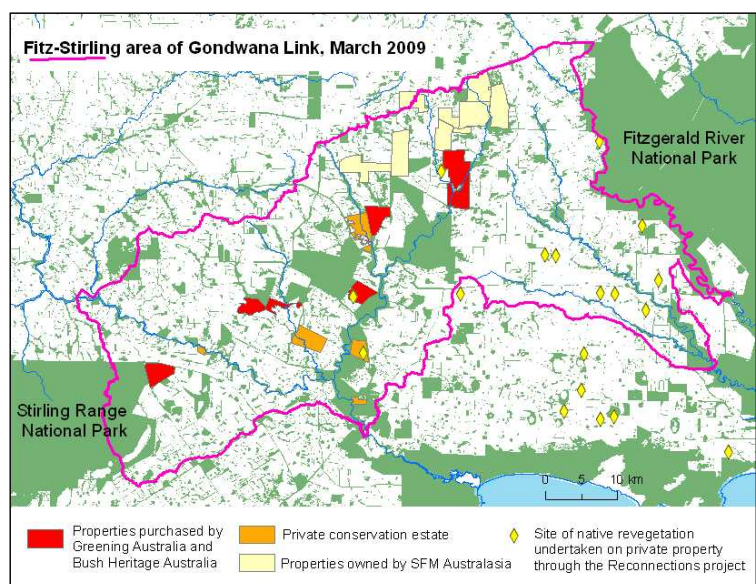 Fitz-Stirling area of Gondwana Link, March 2009
Fitzgerald River
National Park
Stirling Range
National Park
0 5 10 km
Properties purchased by
Greening Australia and
Bush Heritage Australia
Private conservation estate
Properties owned by SFM Australasia
Site of native revegetation
undertaken on private property
through the Reconnections project